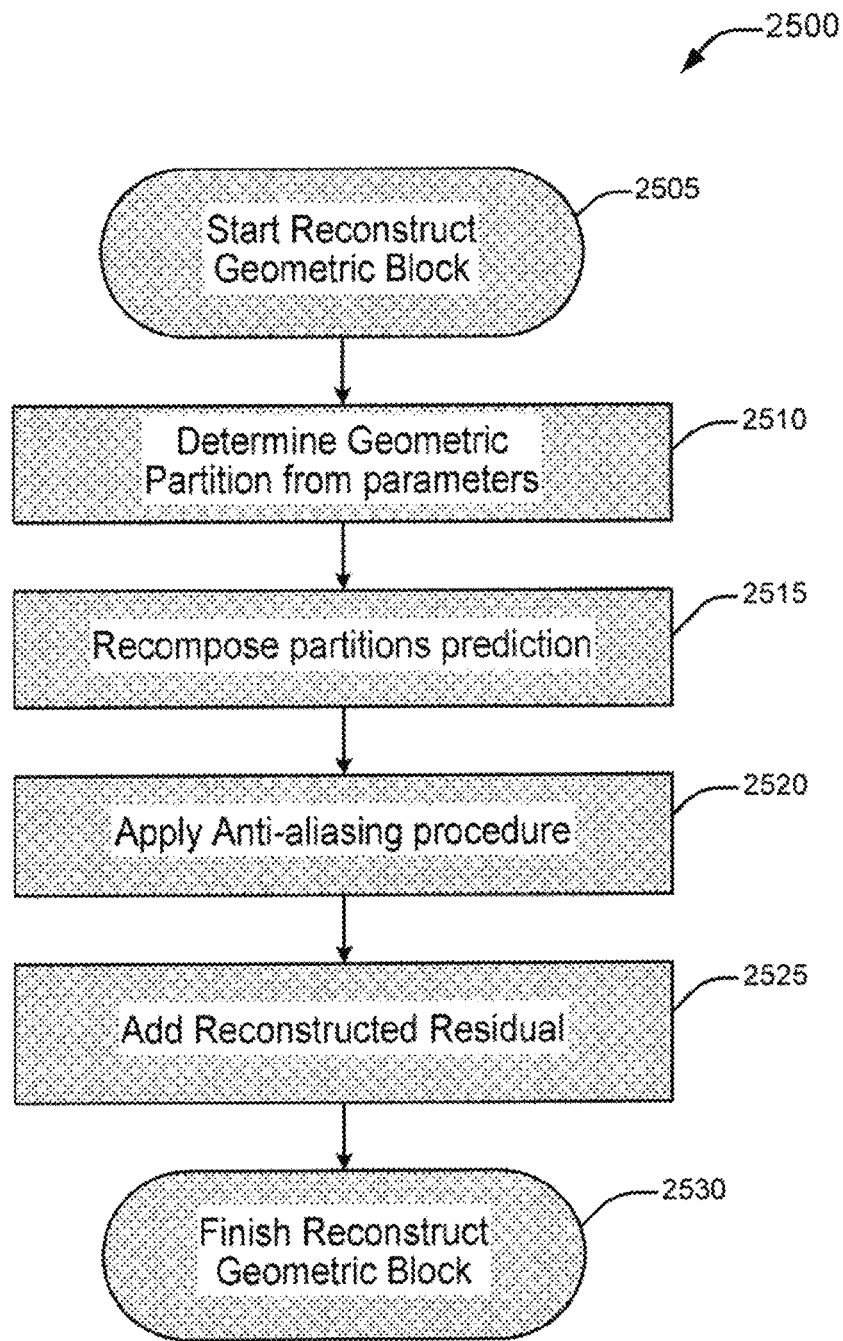 2500
Start Reconstruct
Geometric Block
2505
Determine Geometric
Partition from parameters
2510
Recompose partitions prediction
2515
Apply Anti-aliasing procedure
2520
Add Reconstructed Residual
2525
Finish Reconstruct
Geometric Block
2530